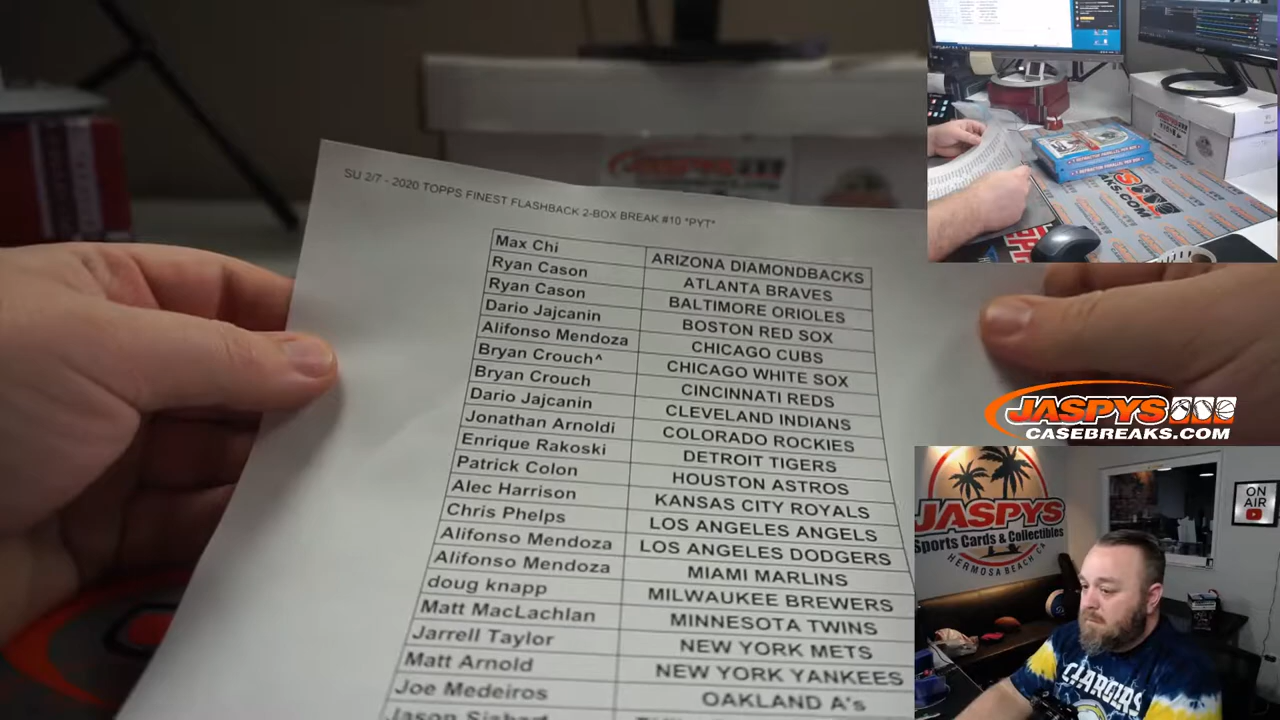 SU 2/7 - 2020 TOPPS FINEST FLASHBACK 2-BOX BREAK #10 *PYT*
Max Chi ARIZONA DIAMONDBACKS
Ryan Cason ATLANTA BRAVES
Ryan Cason BALTIMORE ORIOLES
Dario Jajcanin BOSTON RED SOX
Alifonso Mendoza CHICAGO CUBS
Bryan Crouch^ CHICAGO WHITE SOX
Bryan Crouch CINCINNATI REDS
Dario Jajcanin CLEVELAND INDIANS
Jonathan Arnoldi COLORADO ROCKIES
Enrique Rakoski DETROIT TIGERS
Patrick Colon HOUSTON ASTROS
Alec Harrison KANSAS CITY ROYALS
Chris Phelps LOS ANGELES ANGELS
Alifonso Mendoza LOS ANGELES DODGERS
Alifonso Mendoza MIAMI MARLINS
doug knapp MILWAUKEE BREWERS
Matt MacLachlan MINNESOTA TWINS
Jarrell Taylor NEW YORK METS
Matt Arnold NEW YORK YANKEES
Joe Medeiros OAKLAND A's
JASPYS
CASEBREAKS.COM
JASPYS
Sports Cards & Collectibles
HERMOSA BEACH CA
ON
AIR
CHARGERS